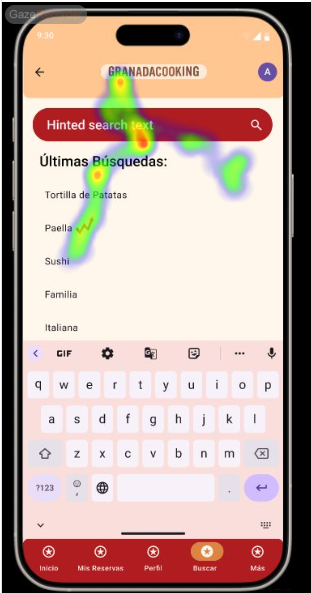 9:30
GRANADACOOKING
A
Hinted search text
Últimas Búsquedas:
Tortilla de Patatas
Paella
Sushi
Familia
Italiana
GIF
q w e r t y u i o p
a s d f g h j k l
z x c v b n m
?123 , .
Inicio Mis Reservas Perfil Buscar Más